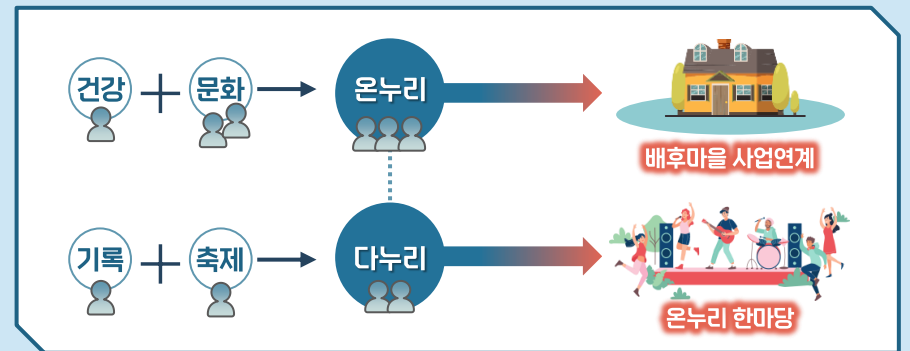 건강
문화
온누리
배후마을 사업연계
기록
축제
다누리
온누리 한마당